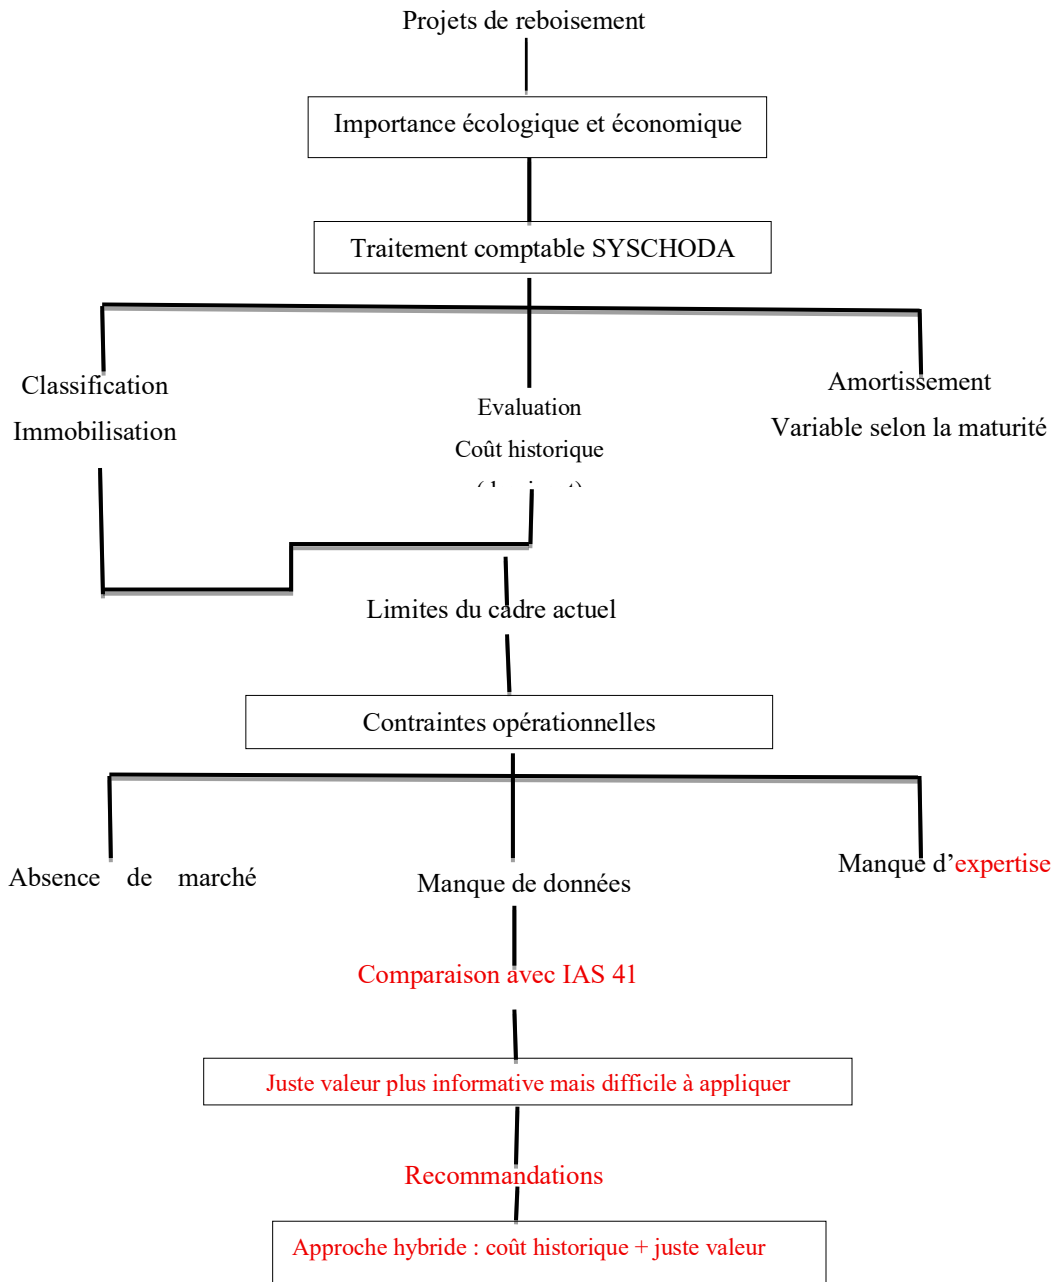 Projets de reboisement
Importance écologique et économique
Traitement comptable SYSCHODA
Classification
Immobilisation
Evaluation
Coût historique
Amortissement
Variable selon la maturité
Limites du cadre actuel
Contraintes opérationnelles
Absence de marché
Manque de données
Manque d’expertise
Comparaison avec IAS 41
Juste valeur plus informative mais difficile à appliquer
Recommandations
Approche hybride : coût historique + juste valeur